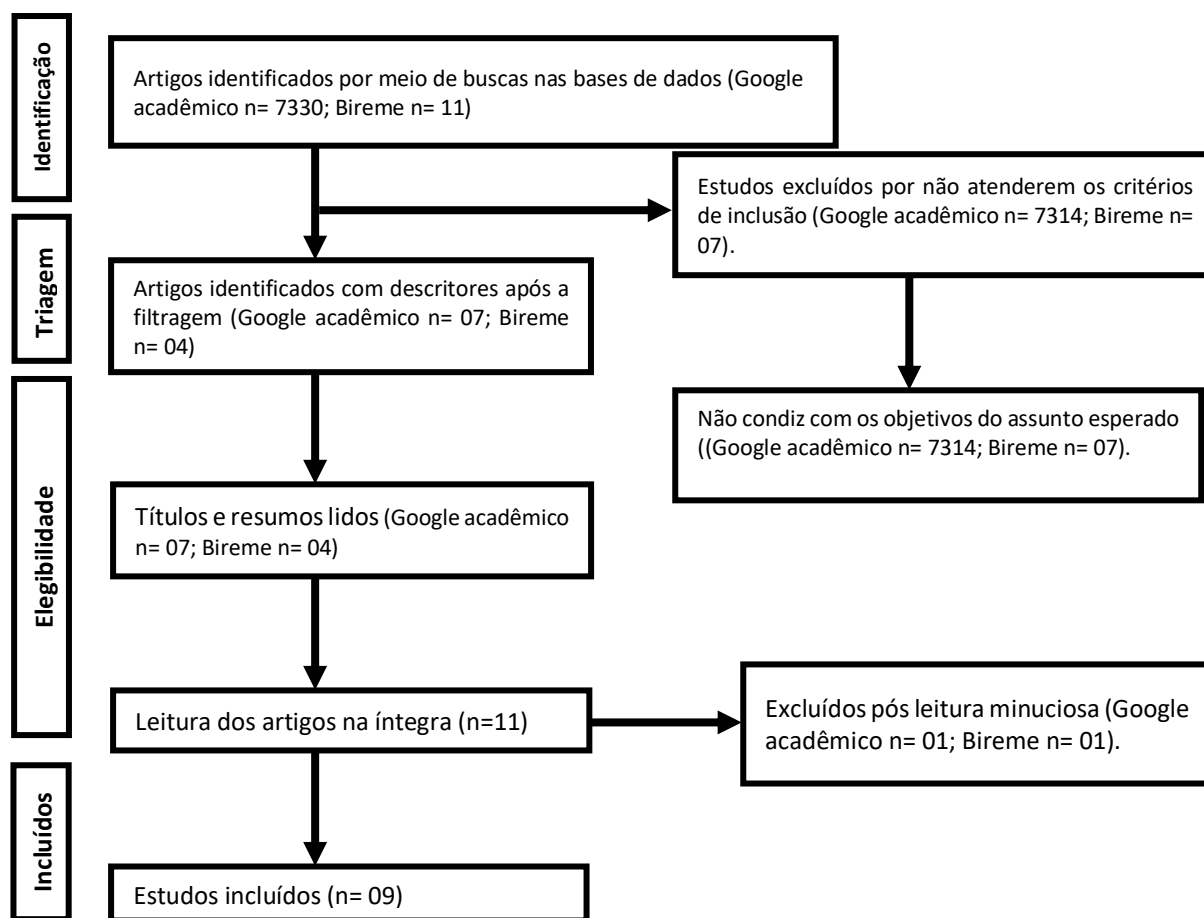 Identificação
Artigos identificados por meio de buscas nas bases de dados (Google
acadêmico n= 7330; Bireme n= 11)
Estudos excluídos por não atenderem os critérios
de inclusão (Google acadêmico n= 7314; Bireme n=
07).
Triagem
Artigos identificados com descritores após a
filtragem (Google acadêmico n= 07; Bireme
n= 04)
Não condiz com os objetivos do assunto esperado
((Google acadêmico n= 7314; Bireme n= 07).
Elegibilidade
Títulos e resumos lidos (Google acadêmico
n= 07; Bireme n= 04)
Leitura dos artigos na íntegra (n=11)
Excluídos pós leitura minuciosa (Google
acadêmico n= 01; Bireme n= 01).
Incluídos
Estudos incluídos (n= 09)